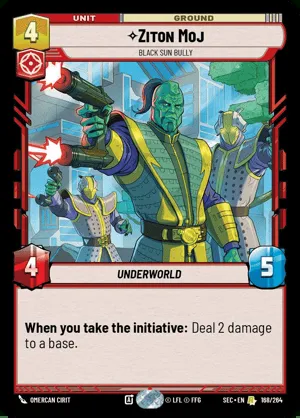 UNIT
GROUND
4
✧ZITON MOJ
BLACK SUN BULLY
4
5
UNDERWORLD
When you take the initiative: Deal 2 damage
to a base.
OMERCAN CIRIT
© LFL © FFG
SEC • EN
168/264